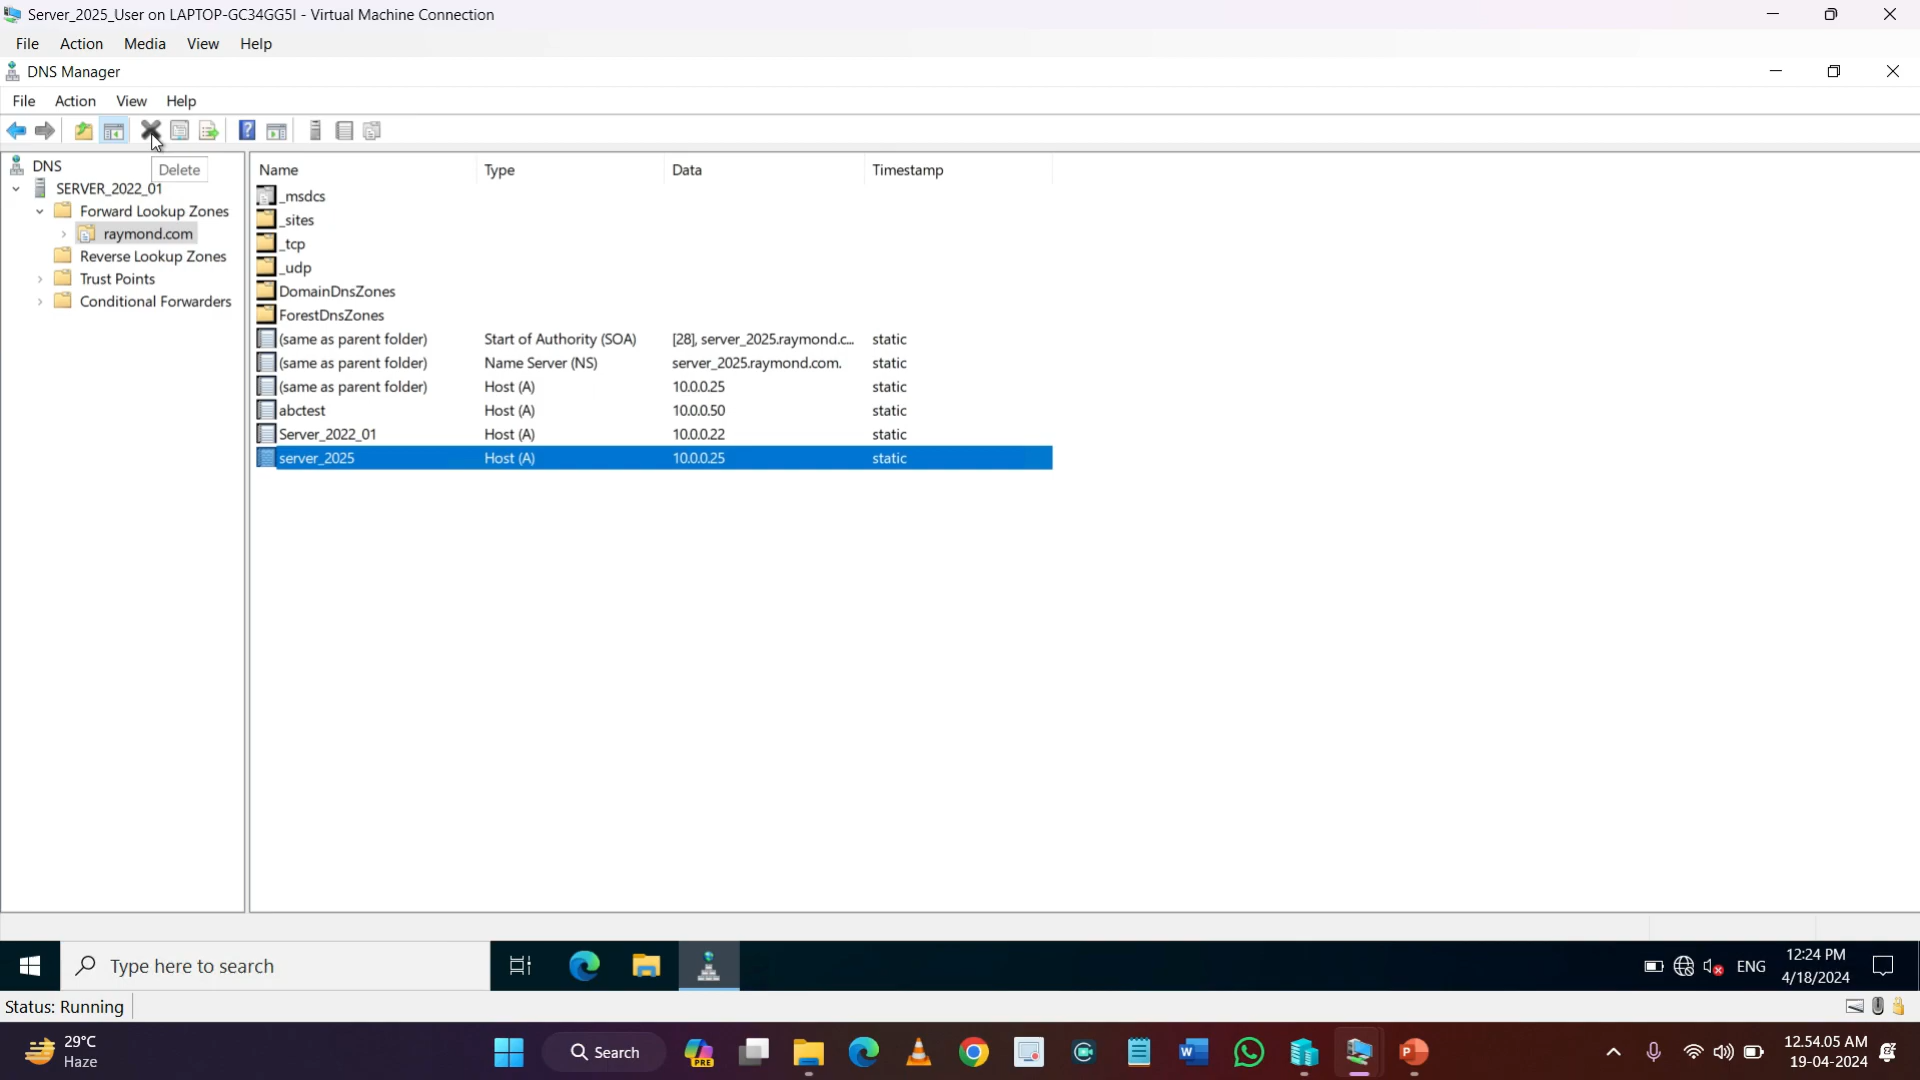 Server_2025_User on LAPTOP-GC34GG5I - Virtual Machine Connection
File Action Media View Help
DNS Manager
File Action View Help
Delete
DNS
SERVER_2022_01
Forward Lookup Zones
raymond.com
Reverse Lookup Zones
Trust Points
Conditional Forwarders
Name Type Data Timestamp
_msdcs
_sites
_tcp
_udp
DomainDnsZones
ForestDnsZones
(same as parent folder) Start of Authority (SOA) [28], server_2025.raymond.c... static
(same as parent folder) Name Server (NS) server_2025.raymond.com. static
(same as parent folder) Host (A) 10.0.0.25 static
abctest Host (A) 10.0.0.50 static
Server_2022_01 Host (A) 10.0.0.22 static
server_2025 Host (A) 10.0.0.25 static
Type here to search
ENG
12:24 PM
4/18/2024
Status: Running
29°C
Haze
Search
PRE
12.54.05 AM
19-04-2024